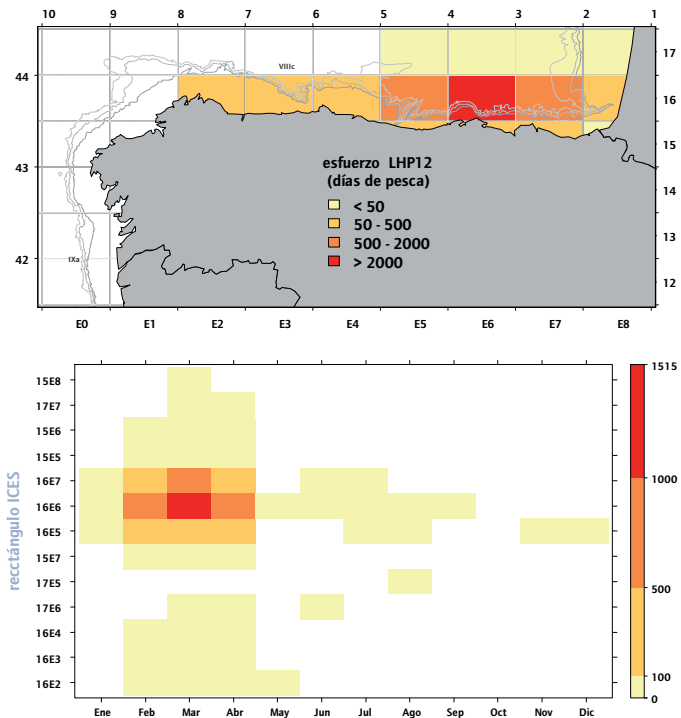 10 9 8 7 6 5 4 3 2 1
17
44
VIIIc
16
15
esfuerzo LHP12
(días de pesca)
43
< 50
14
50 - 500
13
500 - 2000
42
IXa
> 2000
12
E0 E1 E2 E3 E4 E5 E6 E7 E8
1515
15E8
17E7
15E6
15E5
1000
16E7
16E6
recctángulo ICES
16E5
15E7
500
17E5
17E6
16E4
16E3
100
16E2
0
Ene Feb Mar Abr May Jun Jul Ago Sep Oct Nov Dic